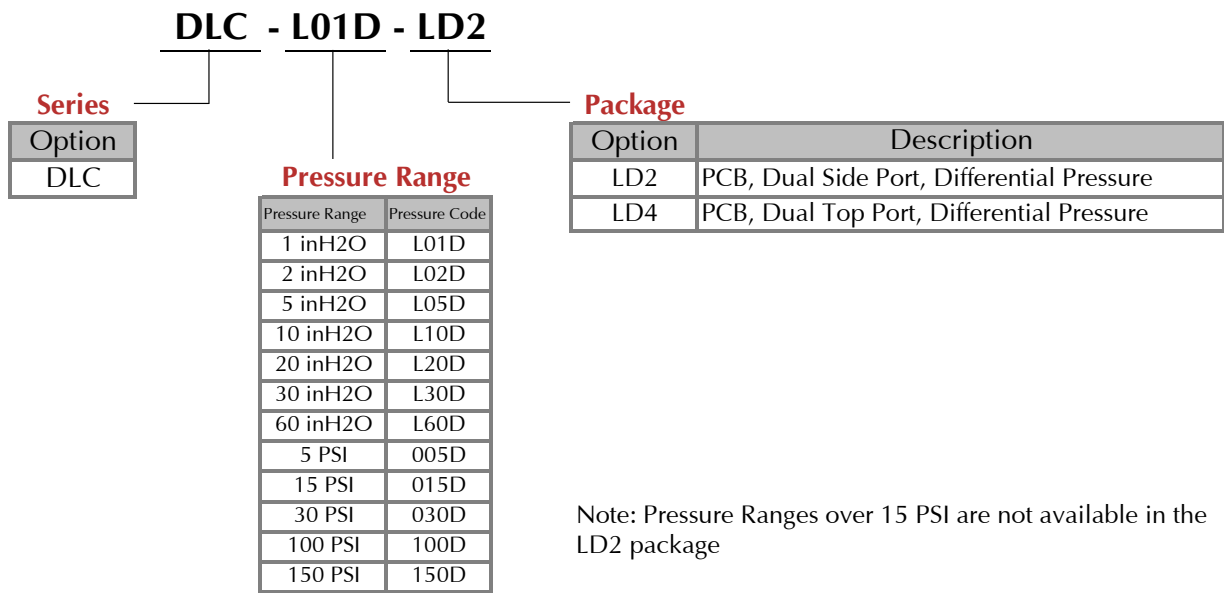 DLC - L01D - LD2
Series
Option
DLC
Pressure Range
Pressure Range Pressure Code
1 inH2O L01D
2 inH2O L02D
5 inH2O L05D
10 inH2O L10D
20 inH2O L20D
30 inH2O L30D
60 inH2O L60D
5 PSI 005D
15 PSI 015D
30 PSI 030D
100 PSI 100D
150 PSI 150D
Package
Option Description
LD2 PCB, Dual Side Port, Differential Pressure
LD4 PCB, Dual Top Port, Differential Pressure
Note: Pressure Ranges over 15 PSI are not available in the
LD2 package